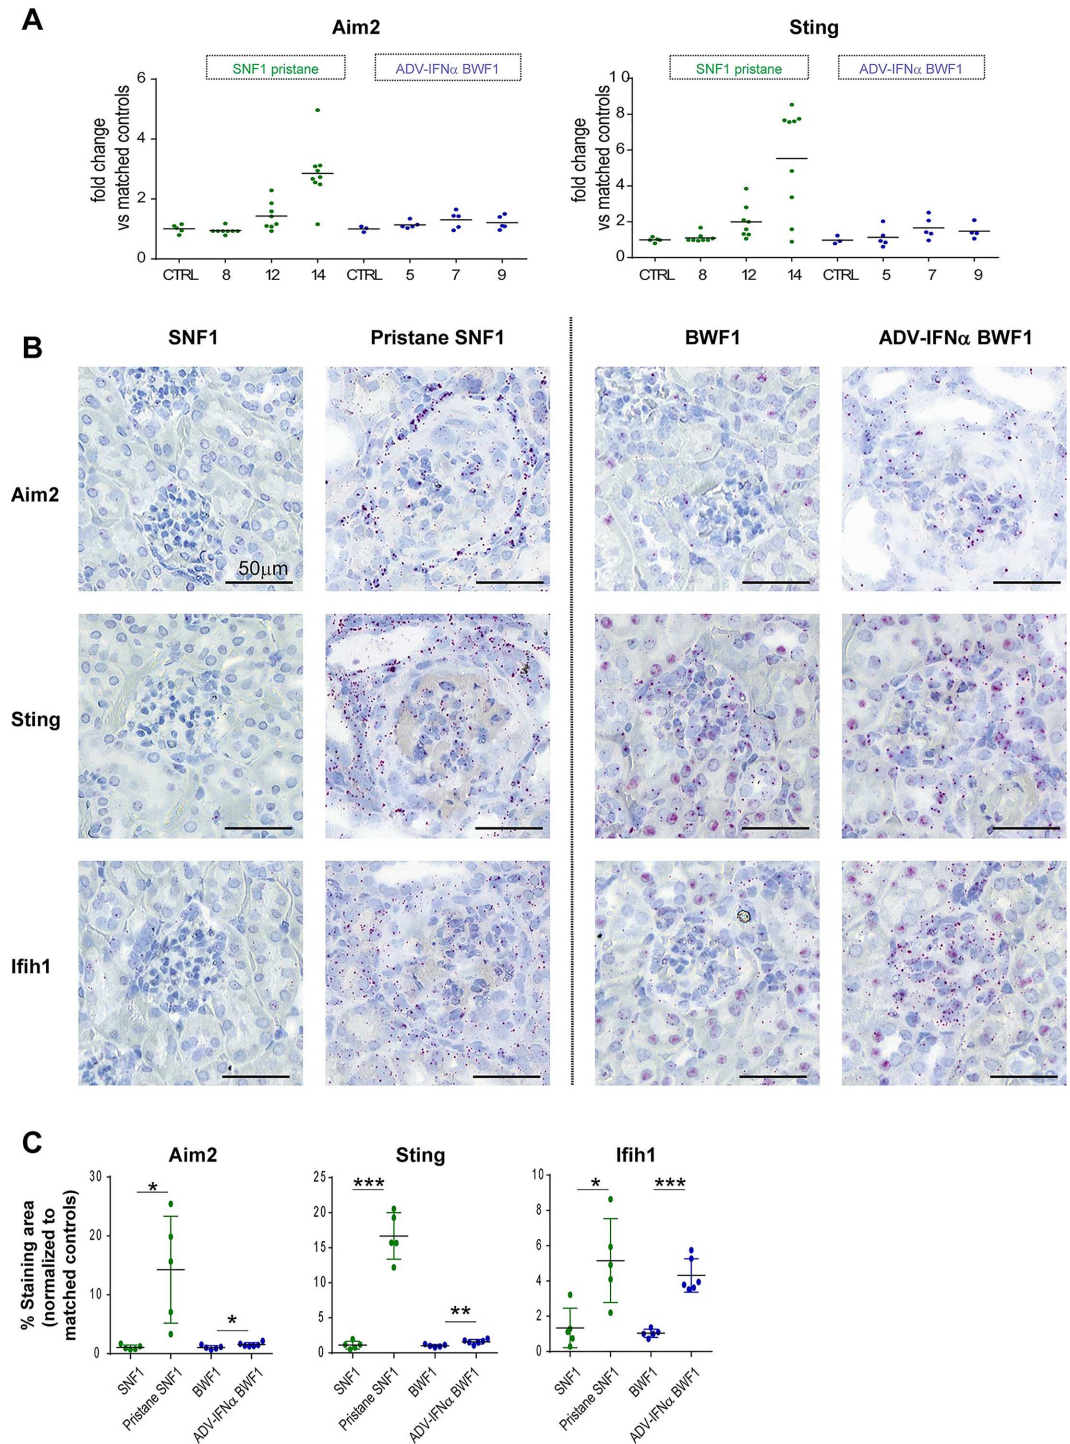 A
Aim2
Sting
SNF1 pristane
ADV-IFNα BWF1
SNF1 pristane
ADV-IFNα BWF1
fold change
vs matched controls
6
4
2
0
CTRL 8 12 14 CTRL 5 7 9
fold change
vs matched controls
1 0
8
6
4
2
0
CTRL 8 12 14 CTRL 5 7 9
B
SNF1
Pristane SNF1
BWF1
ADV-IFNα BWF1
Aim2
50μm
Sting
Ifih1
C
Aim2
Sting
Ifih1
% Staining area
(normalized to
matched controls)
30
20
10
0
*
*
SNF1
Pristane SNF1
BWF1
ADV-IFNα BWF1
25
20
15
10
5
0
***
**
SNF1
Pristane SNF1
BWF1
ADV-IFNα BWF1
10
8
6
4
2
0
*
***
SNF1
Pristane SNF1
BWF1
ADV-IFNα BWF1